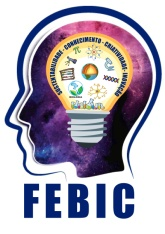 SUSTENTABILIDADE - CONHECIMENTO - CRIATIVIDADE - INOVAÇÃO
π
FEBIC